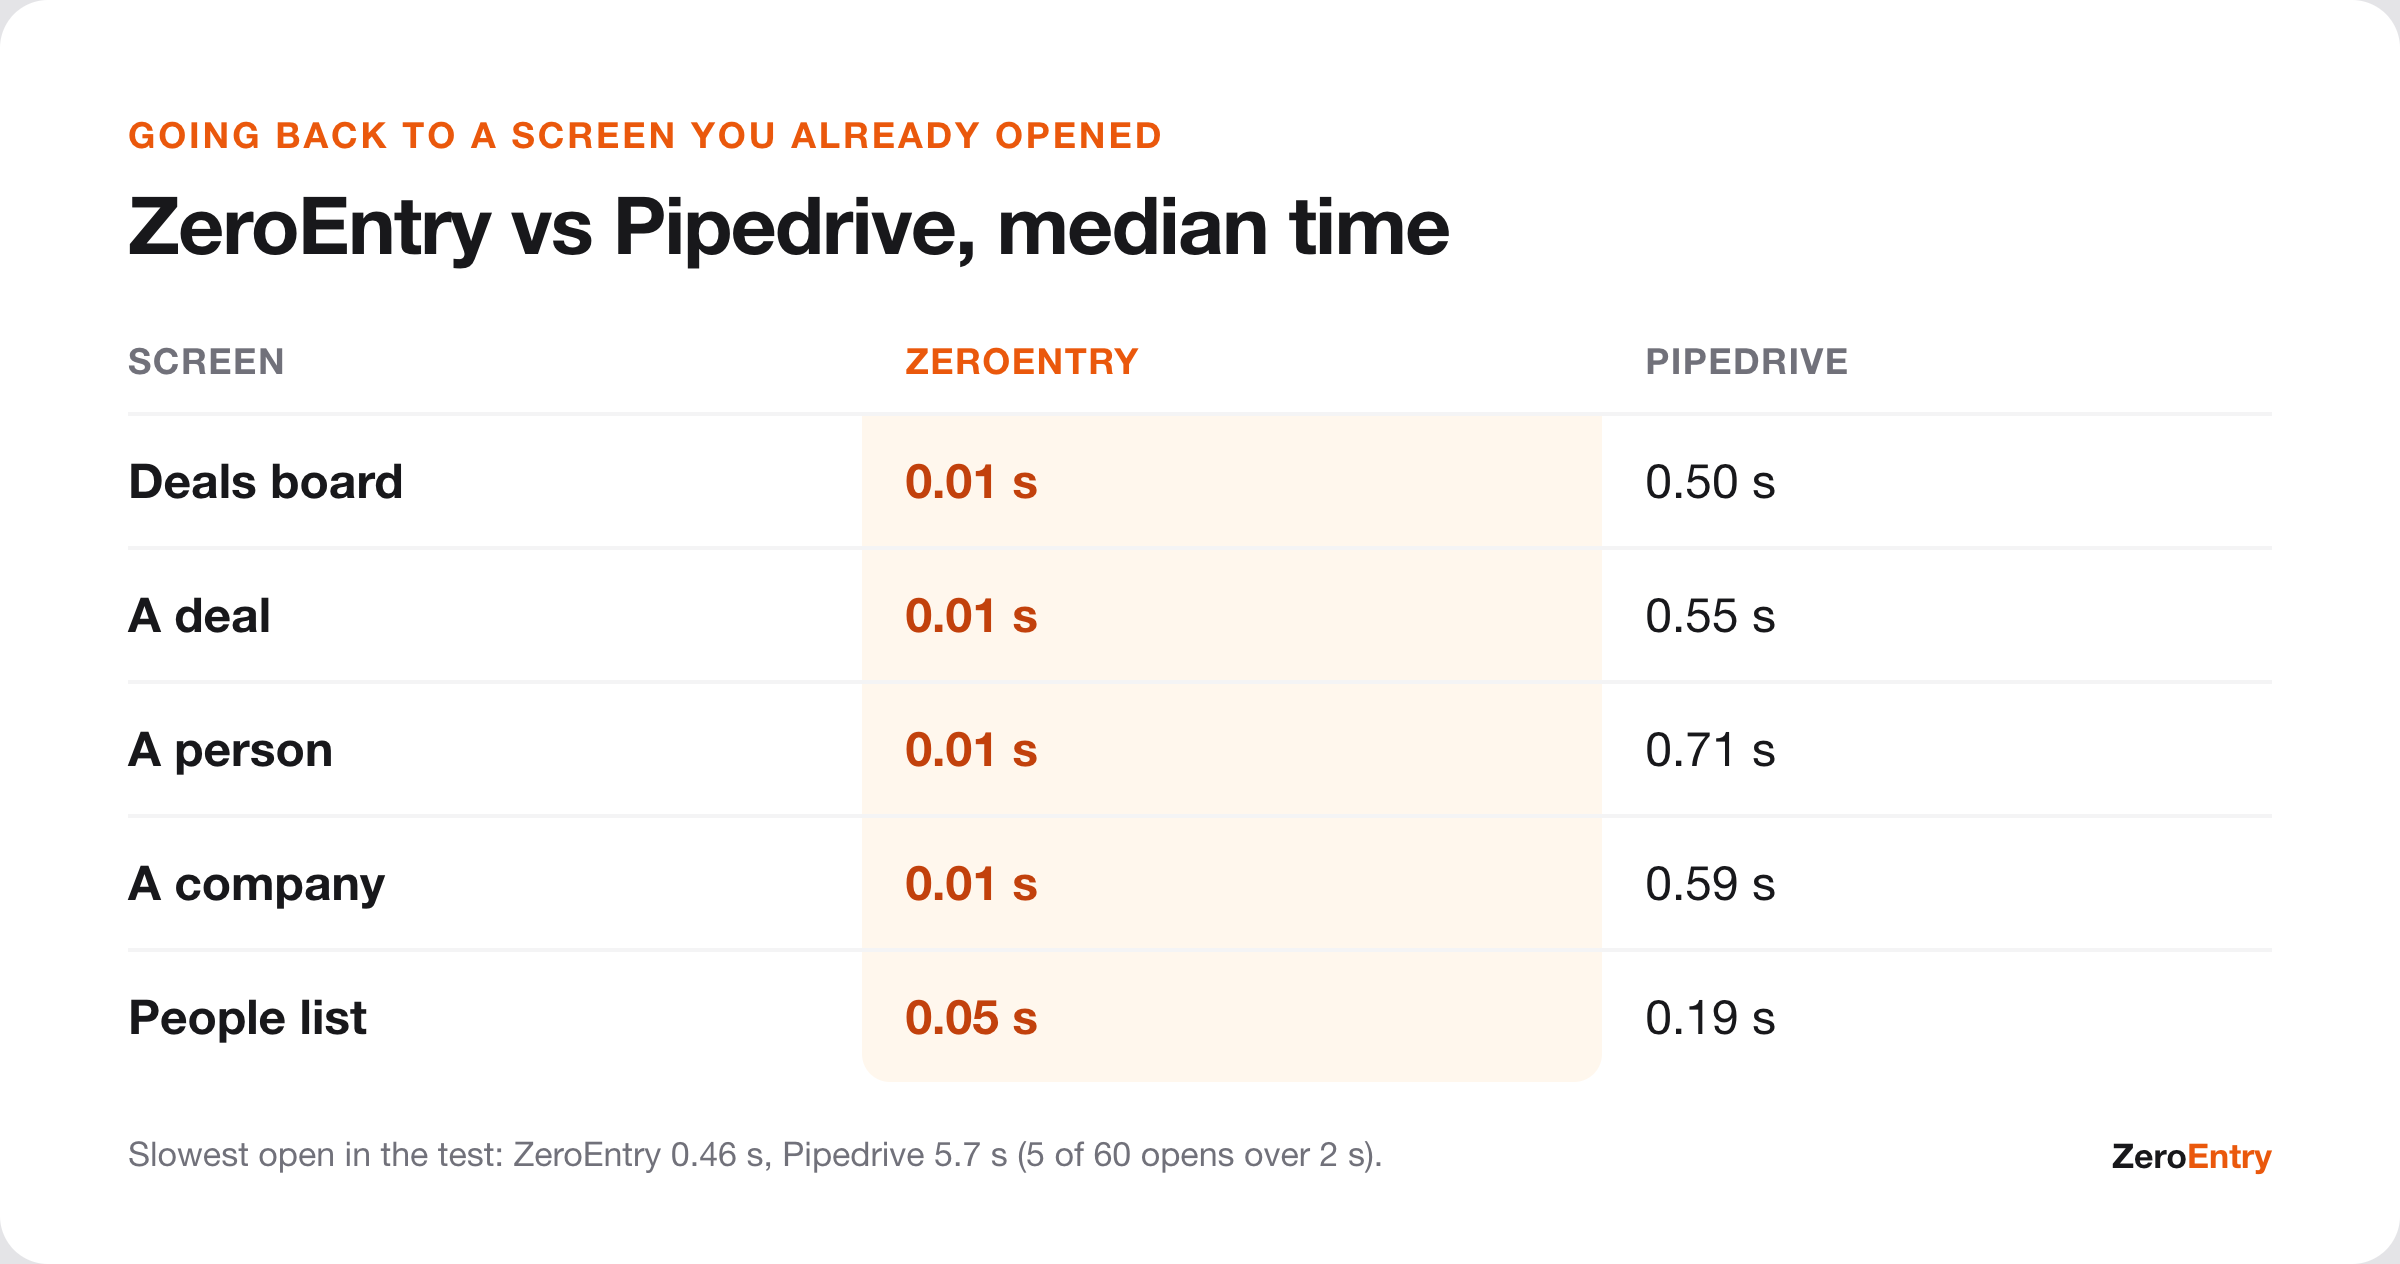 GOING BACK TO A SCREEN YOU ALREADY OPENED
ZeroEntry vs Pipedrive, median time
SCREEN ZEROENTRY PIPEDRIVE
Deals board 0.01 s 0.50 s
A deal 0.01 s 0.55 s
A person 0.01 s 0.71 s
A company 0.01 s 0.59 s
People list 0.05 s 0.19 s
Slowest open in the test: ZeroEntry 0.46 s, Pipedrive 5.7 s (5 of 60 opens over 2 s).
ZeroEntry